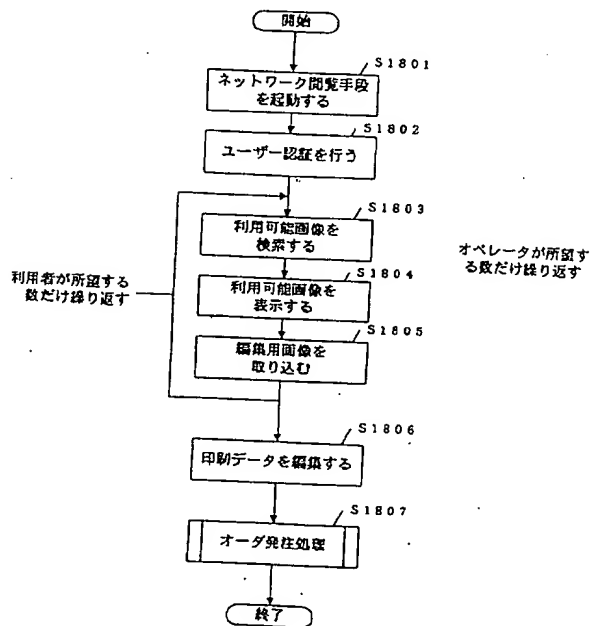 開始
S1801
ネットワーク閲覧手段
を起動する
S1802
ユーザー認証を行う
S1803
利用可能画像を
検索する
オペレータが所望す
る数だけ繰り返す
利用者が所望する
数だけ繰り返す
S1804
利用可能画像を
表示する
S1805
編集用画像を
取り込む
S1806
印刷データを編集する
S1807
オーダ発注処理
終了